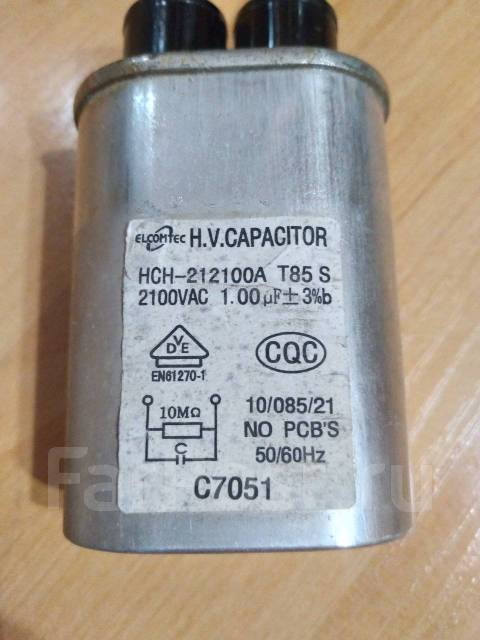 ELCOMTEC H.V.CAPACITOR
HCH-212100A T85 S
2100VAC 1.00µF±3%b
VDE
EN61270-1
CQC
10MΩ
C
10/085/21
NO PCB'S
50/60Hz
C7051